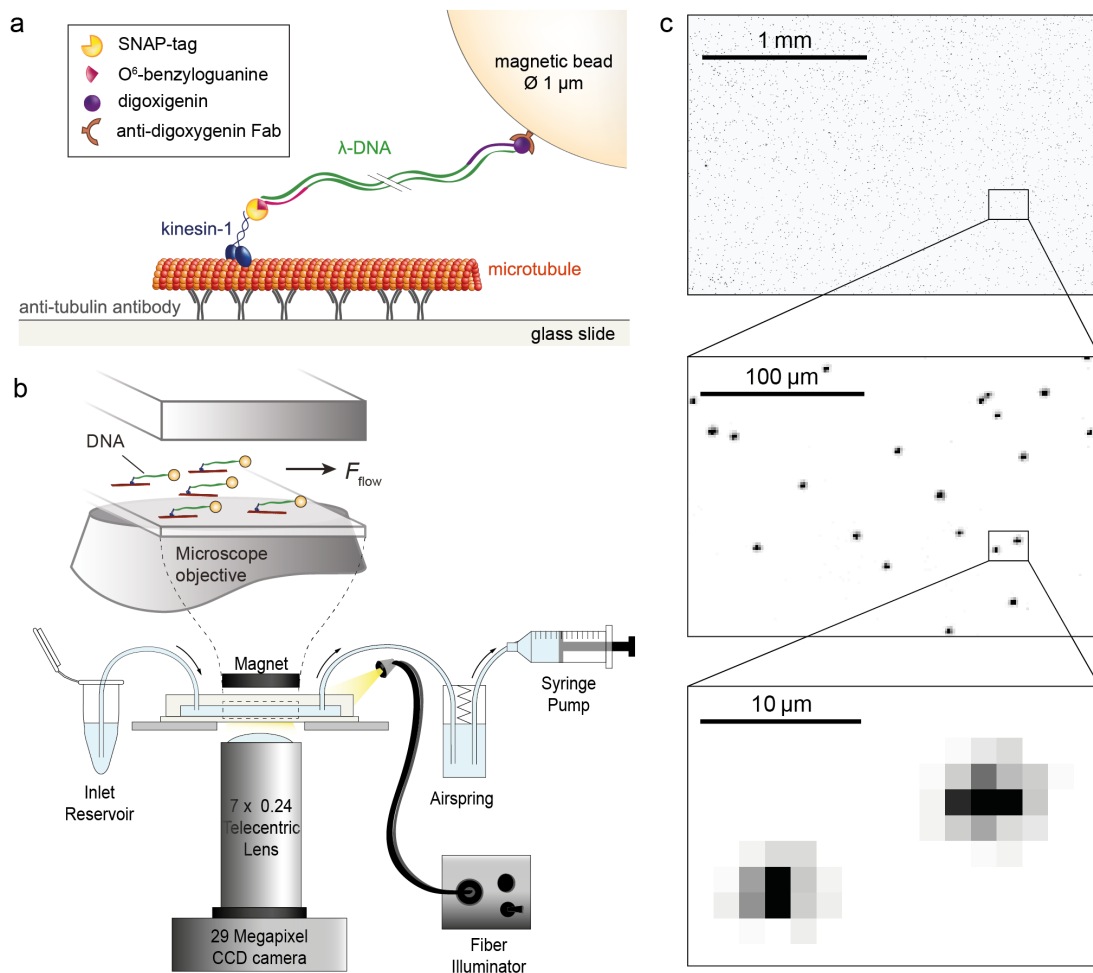 a
SNAP-tag
O⁶-benzyloguanine
digoxigenin
anti-digoxygenin Fab
magnetic bead
Ø 1 µm
λ-DNA
kinesin-1
microtubule
anti-tubulin antibody
glass slide
b
DNA
Fflow
Microscope
objective
Magnet
Inlet
Reservoir
7 x 0.24
Telecentric
Lens
29 Megapixel
CCD camera
Airspring
Syringe
Pump
Fiber
Illuminator
c
1 mm
100 µm
10 µm